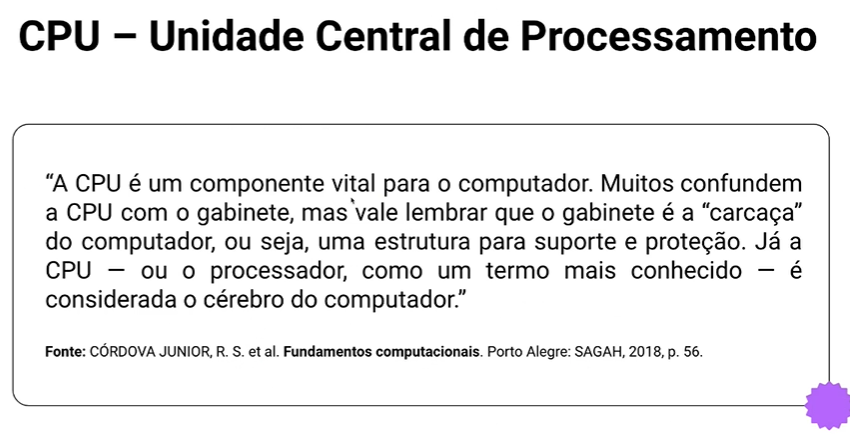 CPU – Unidade Central de Processamento
“A CPU é um componente vital para o computador. Muitos confundem
a CPU com o gabinete, mas vale lembrar que o gabinete é a “carcaça”
do computador, ou seja, uma estrutura para suporte e proteção. Já a
CPU — ou o processador, como um termo mais conhecido — é
considerada o cérebro do computador.”
Fonte: CÓRDOVA JUNIOR, R. S. et al. Fundamentos computacionais. Porto Alegre: SAGAH, 2018, p. 56.